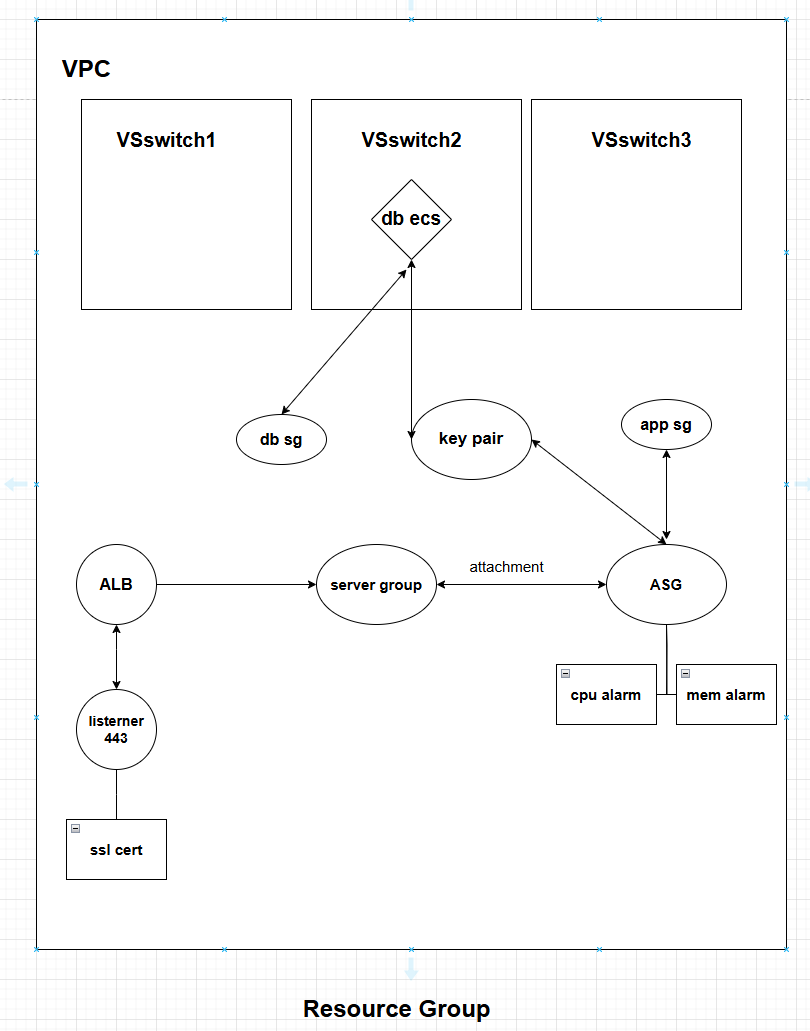 VPC
VSswitch1
VSswitch2
VSswitch3
db ecs
db sg
key pair
app sg
ALB
server group
attachment
ASG
listerner
443
cpu alarm
mem alarm
ssl cert
Resource Group